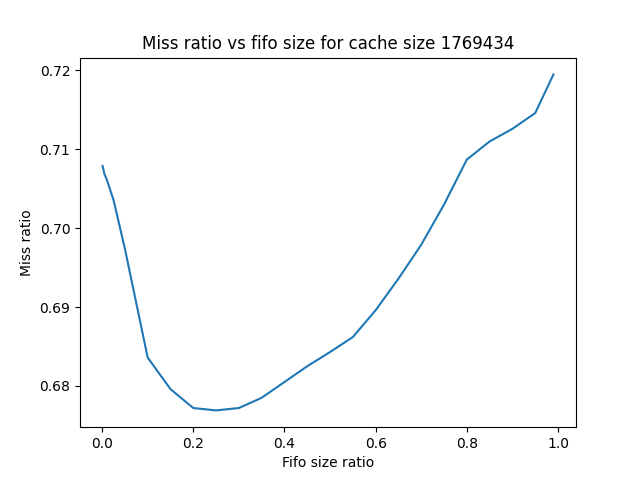 Miss ratio vs fifo size for cache size 1769434
0.72
0.71
0.70
0.69
0.68
Miss ratio
0.0 0.2 0.4 0.6 0.8 1.0
Fifo size ratio